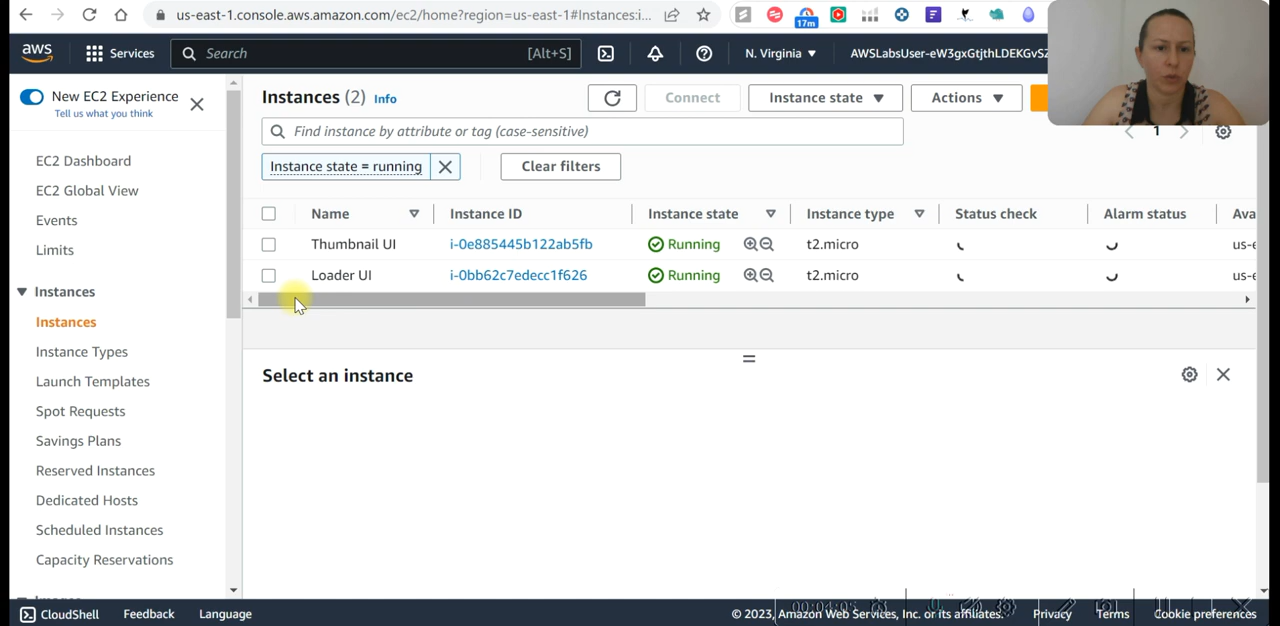 us-east-1.console.aws.amazon.com/ec2/home?region=us-east-1#Instances:i...
17m
aws
Services
Search
[Alt+S]
N. Virginia
AWSLabsUser-eW3gxGtjthLDEKGvSZ
New EC2 Experience
Tell us what you think
Instances (2) Info
Connect
Instance state
Actions
Find instance by attribute or tag (case-sensitive)
1
Instance state = running
Clear filters
EC2 Dashboard
EC2 Global View
Events
Limits
Instances
Instances
Instance Types
Launch Templates
Spot Requests
Savings Plans
Reserved Instances
Dedicated Hosts
Scheduled Instances
Capacity Reservations
Name Instance ID Instance state Instance type Status check Alarm status Ava
Thumbnail UI i-0e885445b122ab5fb Running t2.micro us-e
Loader UI i-0bb62c7edecc1f626 Running t2.micro us-e
Select an instance
CloudShell Feedback Language
© 2023, Amazon Web Services, Inc. or its affiliates. Privacy Terms Cookie preferences